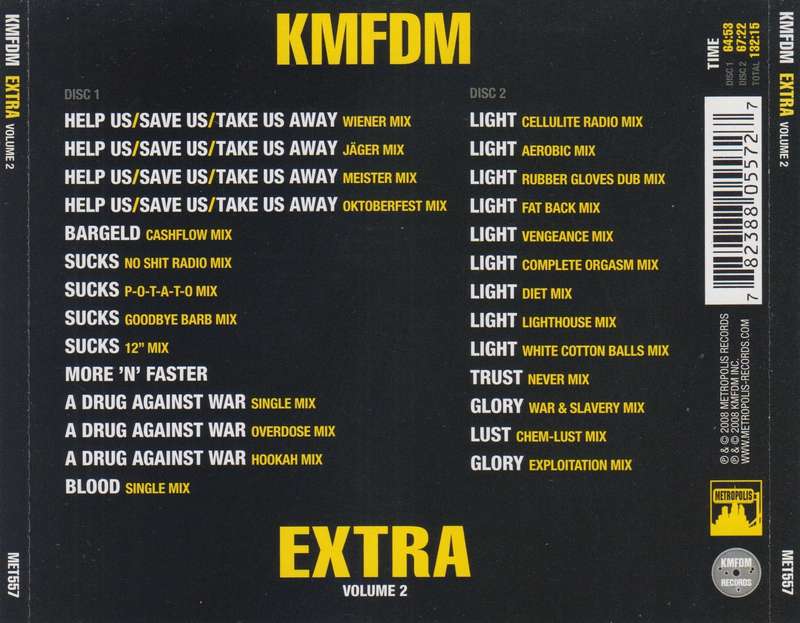 KMFDM EXTRA VOLUME 2
MET557
KMFDM
DISC 1
HELP US/SAVE US/TAKE US AWAY WIENER MIX
HELP US/SAVE US/TAKE US AWAY JÄGER MIX
HELP US/SAVE US/TAKE US AWAY MEISTER MIX
HELP US/SAVE US/TAKE US AWAY OKTOBERFEST MIX
BARGELD CASHFLOW MIX
SUCKS NO SHIT RADIO MIX
SUCKS P-O-T-A-T-O MIX
SUCKS GOODBYE BARB MIX
SUCKS 12” MIX
MORE ’N’ FASTER
A DRUG AGAINST WAR SINGLE MIX
A DRUG AGAINST WAR OVERDOSE MIX
A DRUG AGAINST WAR HOOKAH MIX
BLOOD SINGLE MIX
DISC 2
LIGHT CELLULITE RADIO MIX
LIGHT AEROBIC MIX
LIGHT RUBBER GLOVES DUB MIX
LIGHT FAT BACK MIX
LIGHT VENGEANCE MIX
LIGHT COMPLETE ORGASM MIX
LIGHT DIET MIX
LIGHT LIGHTHOUSE MIX
LIGHT WHITE COTTON BALLS MIX
TRUST NEVER MIX
GLORY WAR & SLAVERY MIX
LUST CHEM-LUST MIX
GLORY EXPLOITATION MIX
EXTRA
VOLUME 2
TIME
DISC 1 64:53
DISC 2 67:22
TOTAL 132:15
7 82388 05572 7
℗ & © 2008 METROPOLIS RECORDS
℗ & © 2008 KMFDM INC.
WWW.METROPOLIS-RECORDS.COM
METROPOLIS
KMFDM
RECORDS
KMFDM EXTRA VOLUME 2
MET557